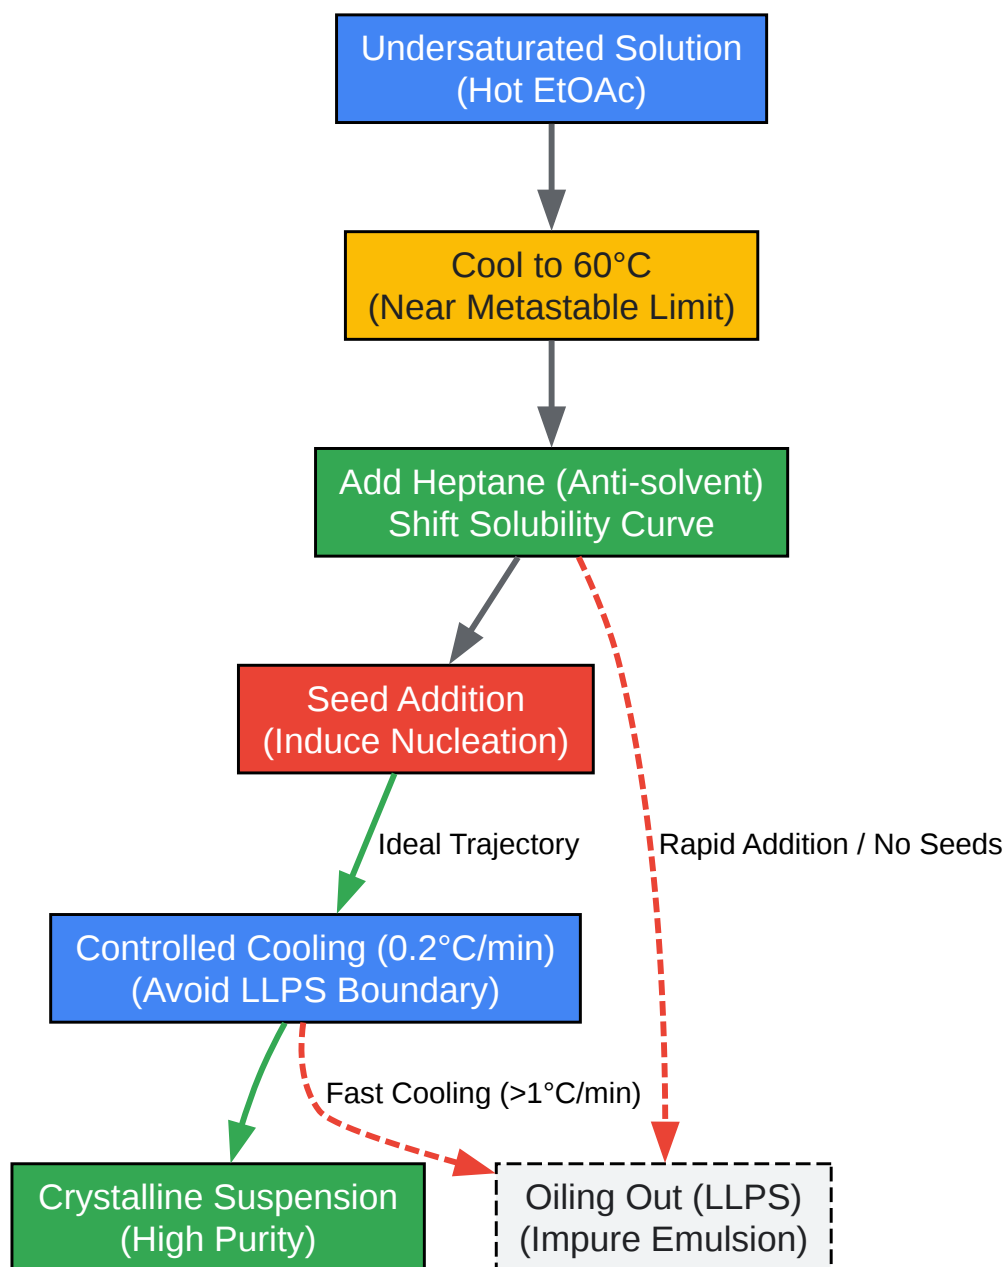 Undersaturated Solution
(Hot EtOAc)
Cool to 60°C
(Near Metastable Limit)
Add Heptane (Anti-solvent)
Shift Solubility Curve
Seed Addition
(Induce Nucleation)
Ideal Trajectory
Rapid Addition / No Seeds
Controlled Cooling (0.2°C/min)
(Avoid LLPS Boundary)
Fast Cooling (>1°C/min)
Crystalline Suspension
(High Purity)
Oiling Out (LLPS)
(Impure Emulsion)